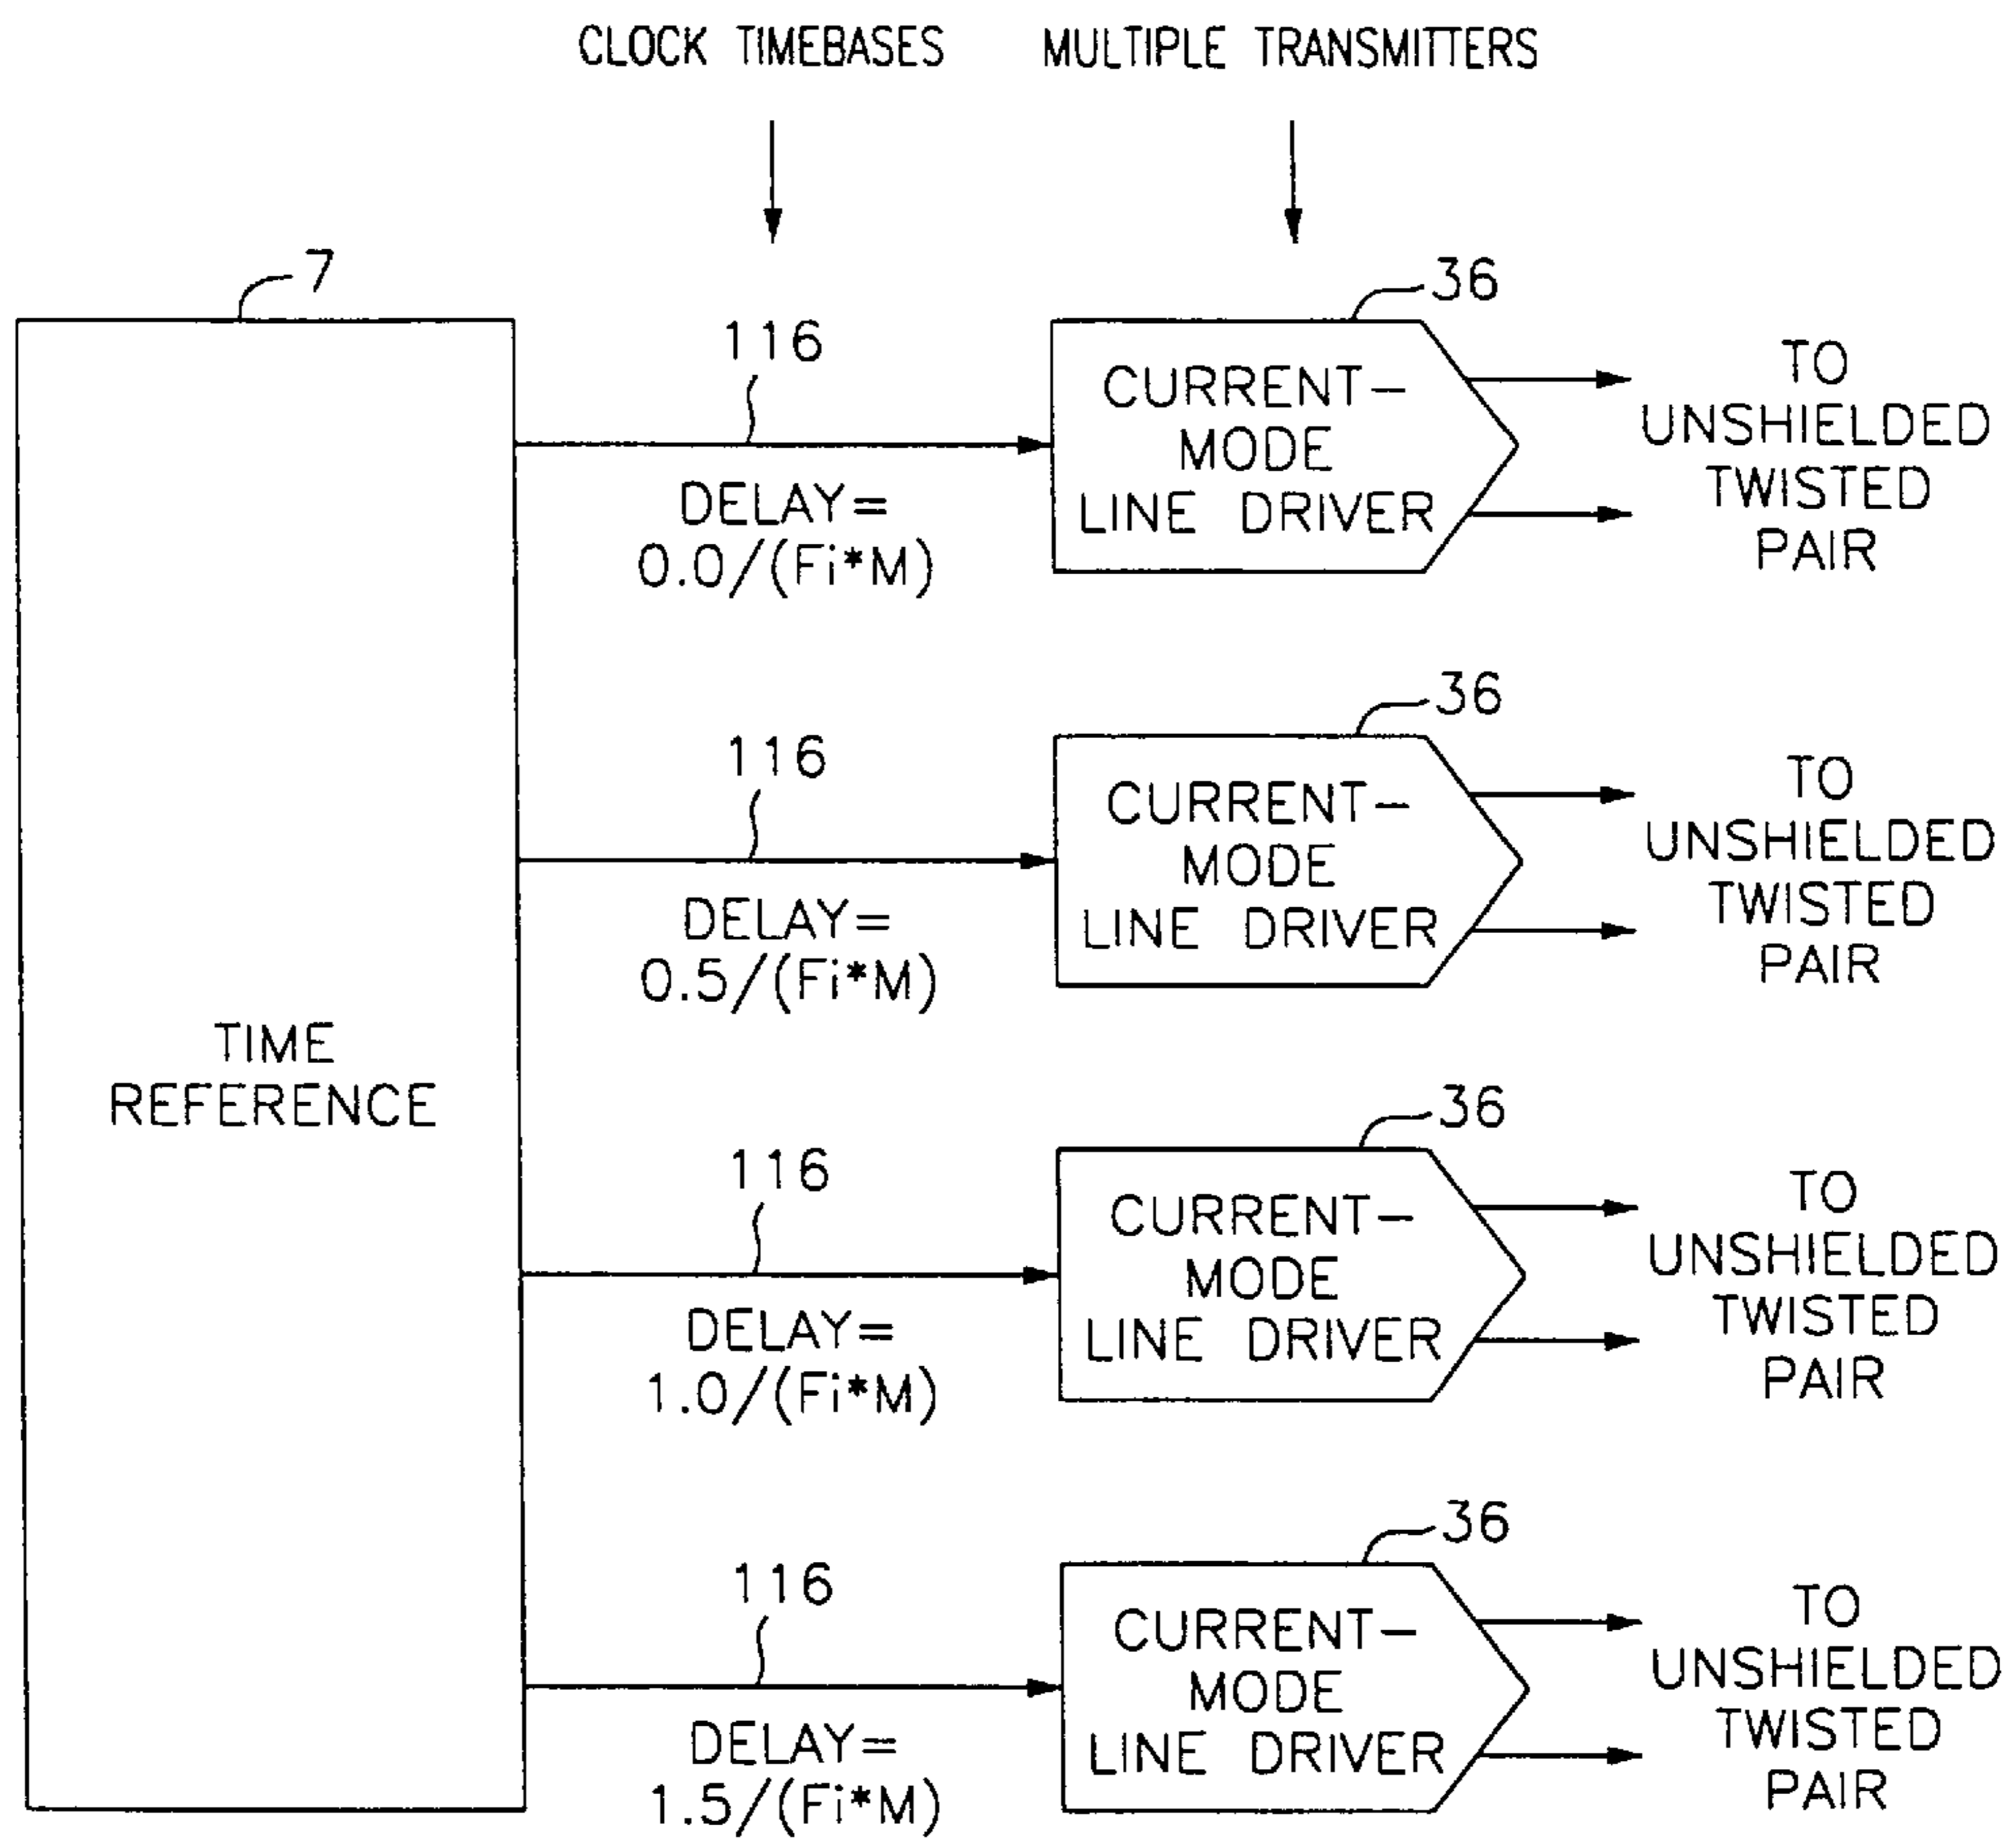 CLOCK TIMEBASES
MULTIPLE TRANSMITTERS
7
TIME
REFERENCE
116
DELAY=
0.0/(Fi*M)
36
CURRENT-
MODE
LINE DRIVER
TO
UNSHIELDED
TWISTED
PAIR
116
DELAY=
0.5/(Fi*M)
36
CURRENT-
MODE
LINE DRIVER
TO
UNSHIELDED
TWISTED
PAIR
116
DELAY=
1.0/(Fi*M)
36
CURRENT-
MODE
LINE DRIVER
TO
UNSHIELDED
TWISTED
PAIR
116
DELAY=
1.5/(Fi*M)
36
CURRENT-
MODE
LINE DRIVER
TO
UNSHIELDED
TWISTED
PAIR